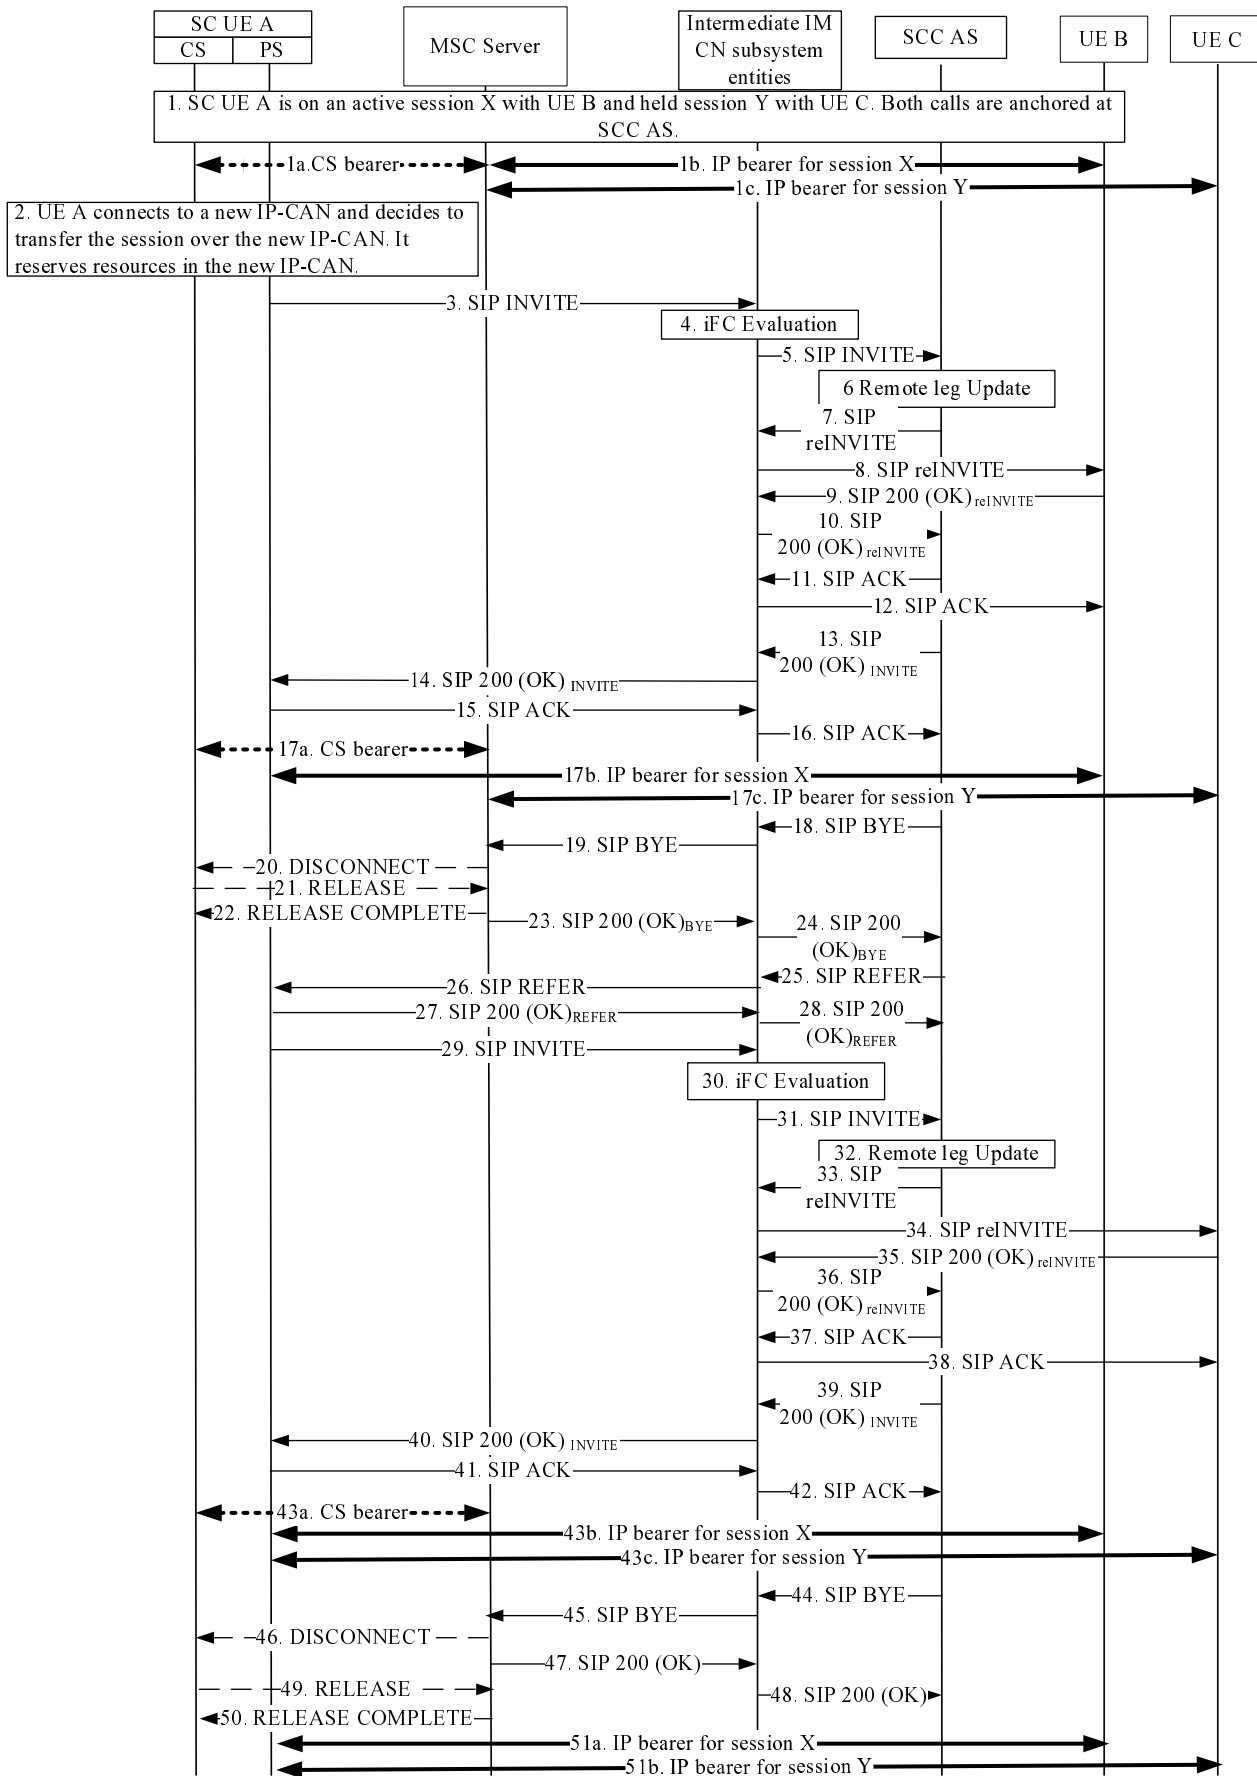 SC UE A
CS
PS
MSC Server
Intermediate IM
CN subsystem
entities
SCC AS
UE B
UE C
1. SC UE A is on an active session X with UE B and held session Y with UE C. Both calls are anchored at
SCC AS.
1a.CS bearer
1b. IP bearer for session X
1c. IP bearer for session Y
2. UE A connects to a new IP-CAN and decides to
transfer the session over the new IP-CAN. It
reserves resources in the new IP-CAN.
3. SIP INVITE
4. iFC Evaluation
5. SIP INVITE
6 Remote leg Update
7. SIP
reINVITE
8. SIP reINVITE
9. SIP 200 (OK) reINVITE
10. SIP
200 (OK) reINVITE
11. SIP ACK
12. SIP ACK
13. SIP
200 (OK) INVITE
14. SIP 200 (OK) INVITE
15. SIP ACK
16. SIP ACK
17a. CS bearer
17b. IP bearer for session X
17c. IP bearer for session Y
18. SIP BYE
19. SIP BYE
20. DISCONNECT
21. RELEASE
22. RELEASE COMPLETE
23. SIP 200 (OK)BYE
24. SIP 200
(OK)BYE
25. SIP REFER
26. SIP REFER
27. SIP 200 (OK)REFER
28. SIP 200
(OK)REFER
29. SIP INVITE
30. iFC Evaluation
31. SIP INVITE
32. Remote leg Update
33. SIP
reINVITE
34. SIP reINVITE
35. SIP 200 (OK) reINVITE
36. SIP
200 (OK) reINVITE
37. SIP ACK
38. SIP ACK
39. SIP
200 (OK) INVITE
40. SIP 200 (OK) INVITE
41. SIP ACK
42. SIP ACK
43a. CS bearer
43b. IP bearer for session X
43c. IP bearer for session Y
44. SIP BYE
45. SIP BYE
46. DISCONNECT
47. SIP 200 (OK)
49. RELEASE
48. SIP 200 (OK)
50. RELEASE COMPLETE
51a. IP bearer for session X
51b. IP bearer for session Y